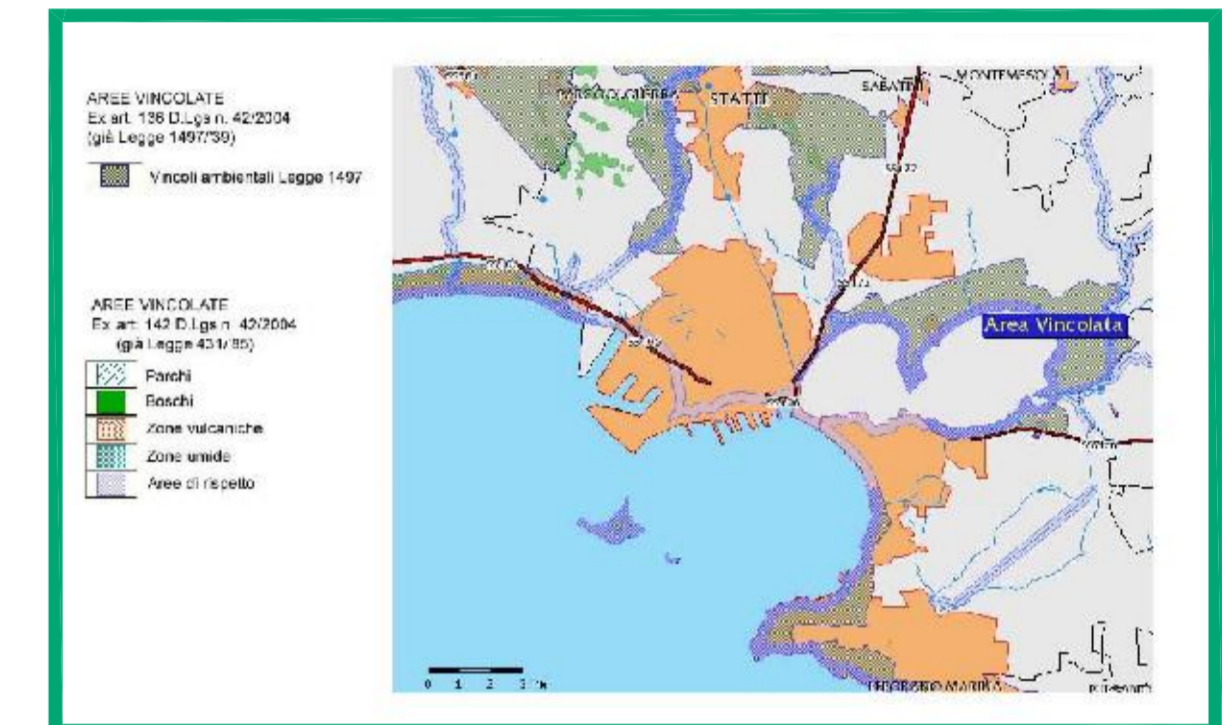 AREE VINCOLATE
Ex art. 136 D.Lgs n. 42/2004
(già Legge 1497/'39)
Vincoli ambientali Legge 1497
AREE VINCOLATE
Ex art. 142 D.Lgs n. 42/2004
(già Legge 431/'85)
Parchi
Boschi
Zone vulcaniche
Zone umide
Aree di rispetto
STATTE
MONTEMESOLA
Area Vincolata
0 1 2 3
MARINA